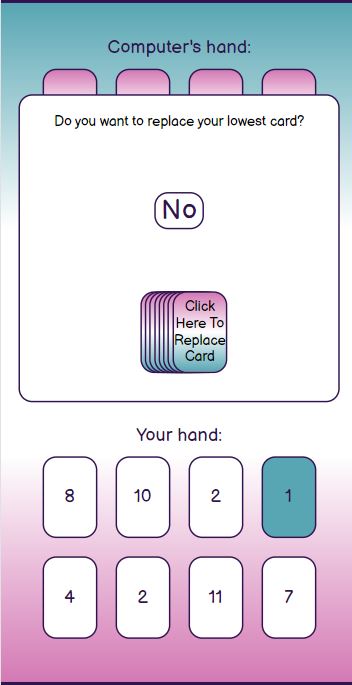 Computer's hand:
Do you want to replace your lowest card?
No
Click
Here To
Replace
Card
Your hand:
8 10 2 1
4 2 11 7